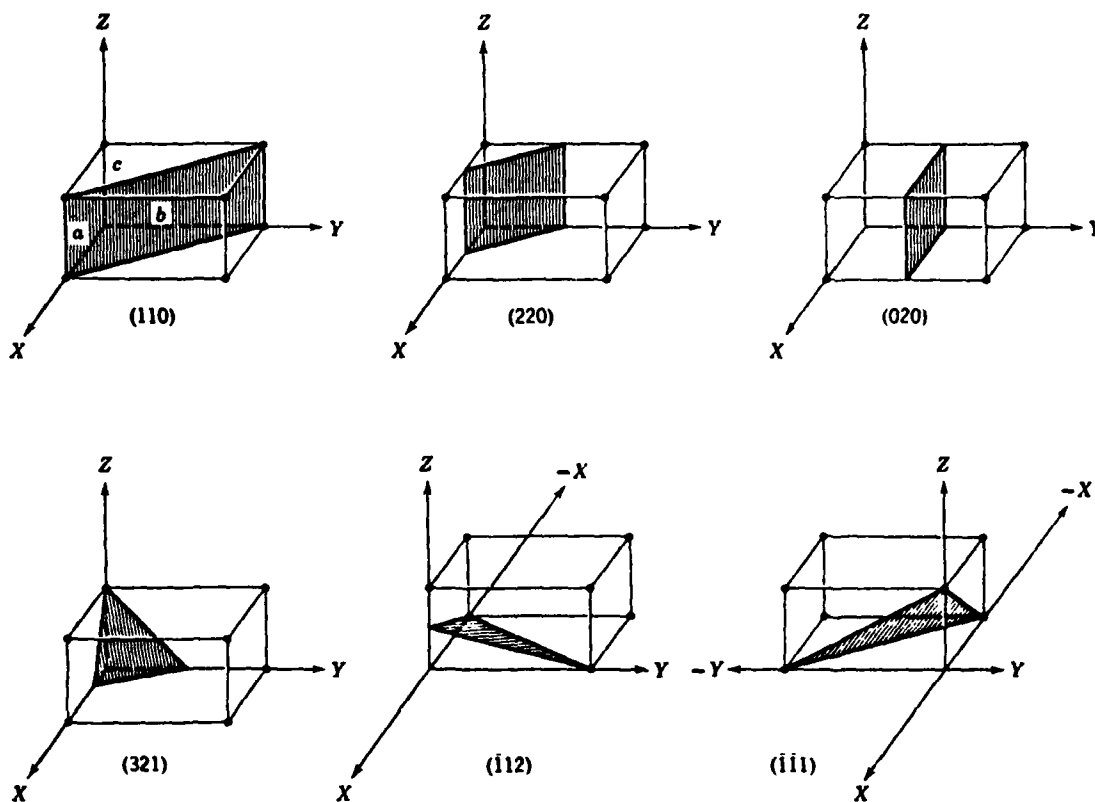 Z Z Z
c
b
a
Y Y Y
(110) (220) (020)
X X X
Z Z -X Z -X
Y Y -Y Y
(321) (1̄12) (1̄1̄1)
X X X